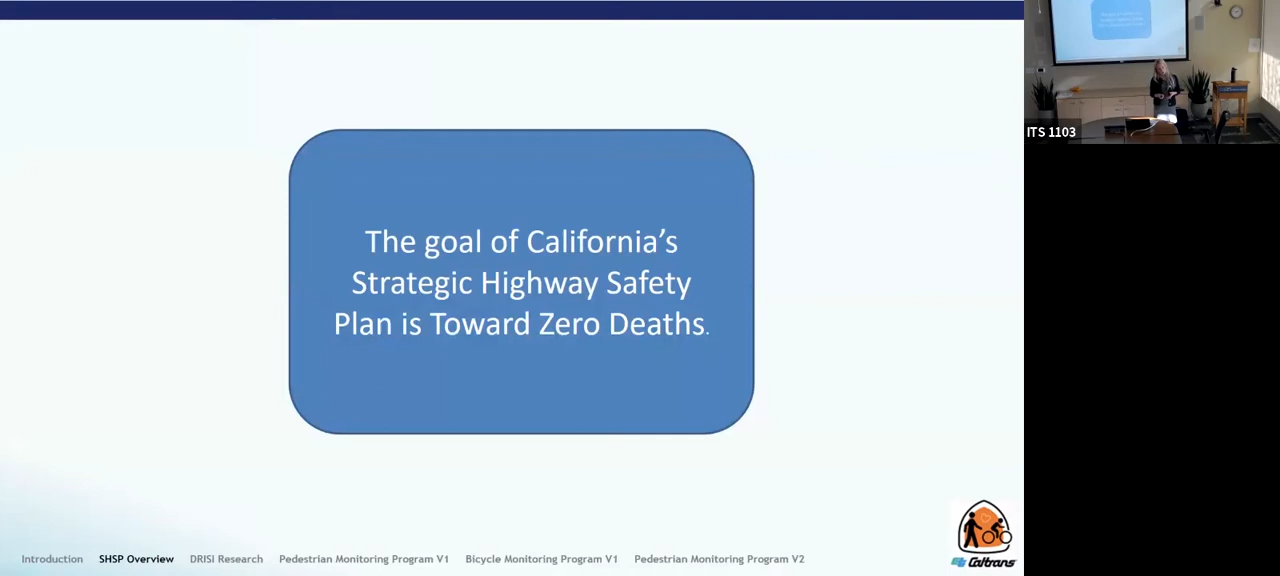 The goal of California's
Strategic Highway Safety
Plan is Toward Zero Deaths.
ITS 1103
Introduction SHSP Overview DRISI Research Pedestrian Monitoring Program V1 Bicycle Monitoring Program V1 Pedestrian Monitoring Program V2
Caltrans